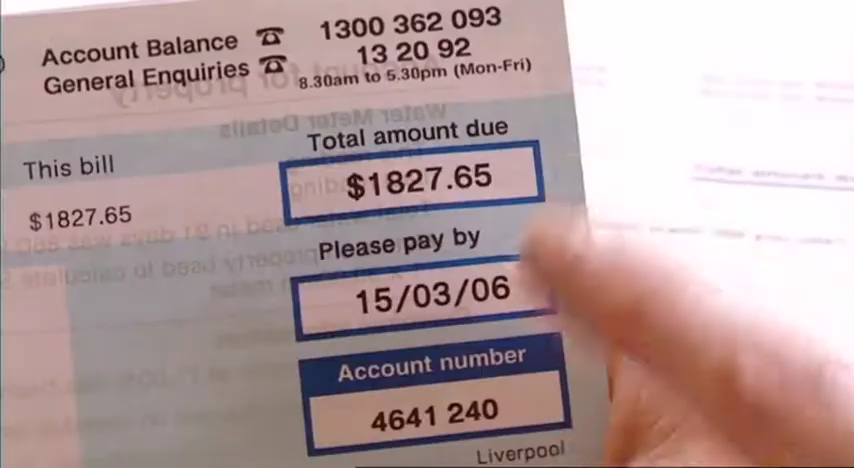 Account Balance ☎ 1300 362 093
General Enquiries ☎ 13 20 92
8.30am to 5.30pm (Mon-Fri)
This bill
$1827.65
Total amount due
$1827.65
Please pay by
15/03/06
Account number
4641 240
Liverpool